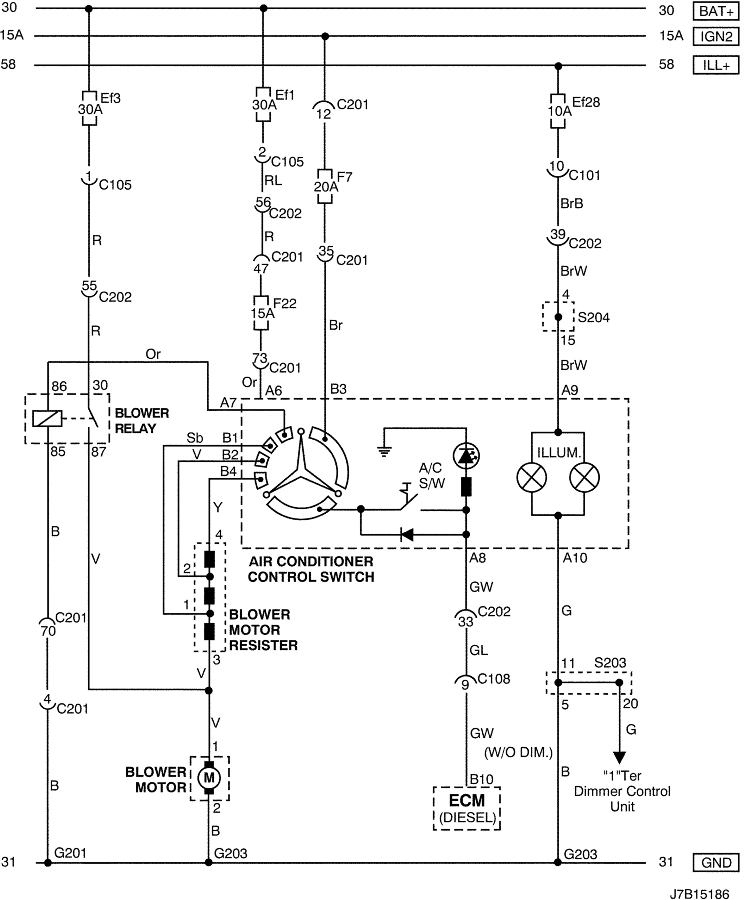 30 30 BAT+
15A 15A IGN2
58 58 ILL+
Ef3
30A
Ef1
30A
12 C201
Ef28
10A
1 C105
2 C105
RL
F7
20A
10 C101
BrB
56 C202
R
R
39 C202
BrW
47 C201
35 C201
55 C202
R
F22
15A
Br
4 S204
15
BrW
73 C201
Or
Or A6 B3 A9
86 30
A7
BLOWER
RELAY
85 87
Sb B1
V B2
B4
A/C
S/W
ILLUM.
Y
B V
4
2
1
3
AIR CONDITIONER
CONTROL SWITCH
A8 A10
GW
C202
33
G
BLOWER
MOTOR
RESISTER
C201
70
GL
C108
9
V
4 C201
11 S203
5 20
V
GW
(W/O DIM.)
G
1
BLOWER
MOTOR
M
2
B
B
B10
ECM
(DIESEL)
B
"1"Ter
Dimmer Control
Unit
31 G201 G203 G203 31 GND
J7B15186